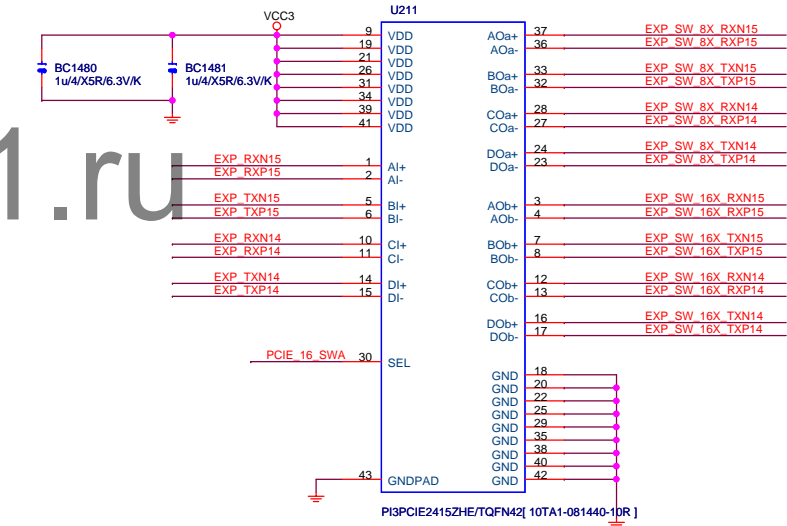 U211
VCC3
BC1480
1u/4/X5R/6.3V/K
BC1481
1u/4/X5R/6.3V/K
9 VDD
19 VDD
21 VDD
26 VDD
31 VDD
34 VDD
39 VDD
41 VDD
EXP_RXN15 1 AI+
EXP_RXP15 2 AI-
EXP_TXN15 5 BI+
EXP_TXP15 6 BI-
EXP_RXN14 10 CI+
EXP_RXP14 11 CI-
EXP_TXN14 14 DI+
EXP_TXP14 15 DI-
PCIE_16_SWA 30 SEL
43 GNDPAD
AOa+ 37 EXP_SW_8X_RXN15
AOa- 36 EXP_SW_8X_RXP15
BOa+ 33 EXP_SW_8X_TXN15
BOa- 32 EXP_SW_8X_TXP15
COa+ 28 EXP_SW_8X_RXN14
COa- 27 EXP_SW_8X_RXP14
DOa+ 24 EXP_SW_8X_TXN14
DOa- 23 EXP_SW_8X_TXP14
AOb+ 3 EXP_SW_16X_RXN15
AOb- 4 EXP_SW_16X_RXP15
BOb+ 7 EXP_SW_16X_TXN15
BOb- 8 EXP_SW_16X_TXP15
COb+ 12 EXP_SW_16X_RXN14
COb- 13 EXP_SW_16X_RXP14
DOb+ 16 EXP_SW_16X_TXN14
DOb- 17 EXP_SW_16X_TXP14
GND 18
GND 20
GND 22
GND 25
GND 29
GND 35
GND 38
GND 40
GND 42
PI3PCIE2415ZHE/TQFN42[ 10TA1-081440-10R ]
1.ru